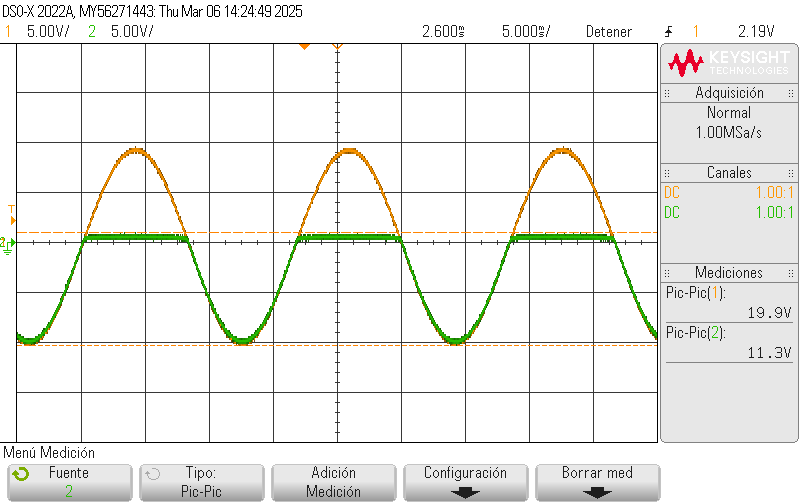 DSO-X 2022A, MY56271443: Thu Mar 06 14:24:49 2025
1 5.00V/ 2 5.00V/ 2.600s 5.000s/ Detener 1 2.19V
KEYSIGHT
TECHNOLOGIES
Adquisición
Normal
1.00MSa/s
Canales
DC 1.00:1
DC 1.00:1
T
2
Mediciones
Pic-Pic(1):
19.9V
Pic-Pic(2):
11.3V
Menú Medición
Fuente
2
Tipo:
Pic-Pic
Adición
Medición
Configuración
Borrar med